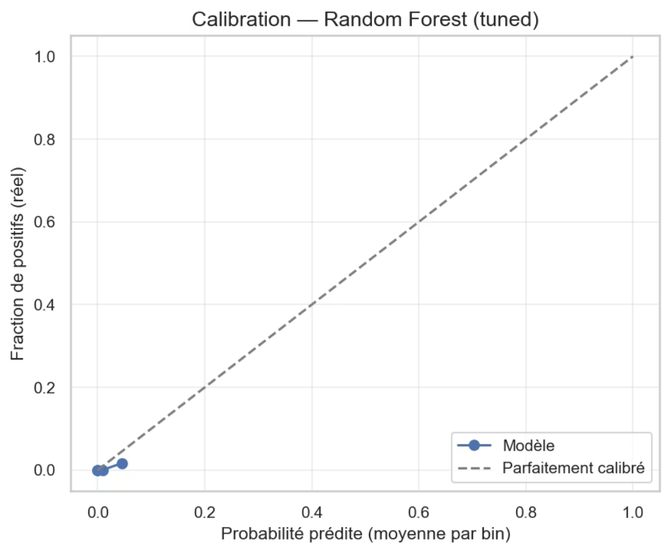 Calibration — Random Forest (tuned)
Fraction de positifs (réel)
1.0
0.8
0.6
0.4
0.2
0.0
Modèle
Parfaitement calibré
0.0 0.2 0.4 0.6 0.8 1.0
Probabilité prédite (moyenne par bin)